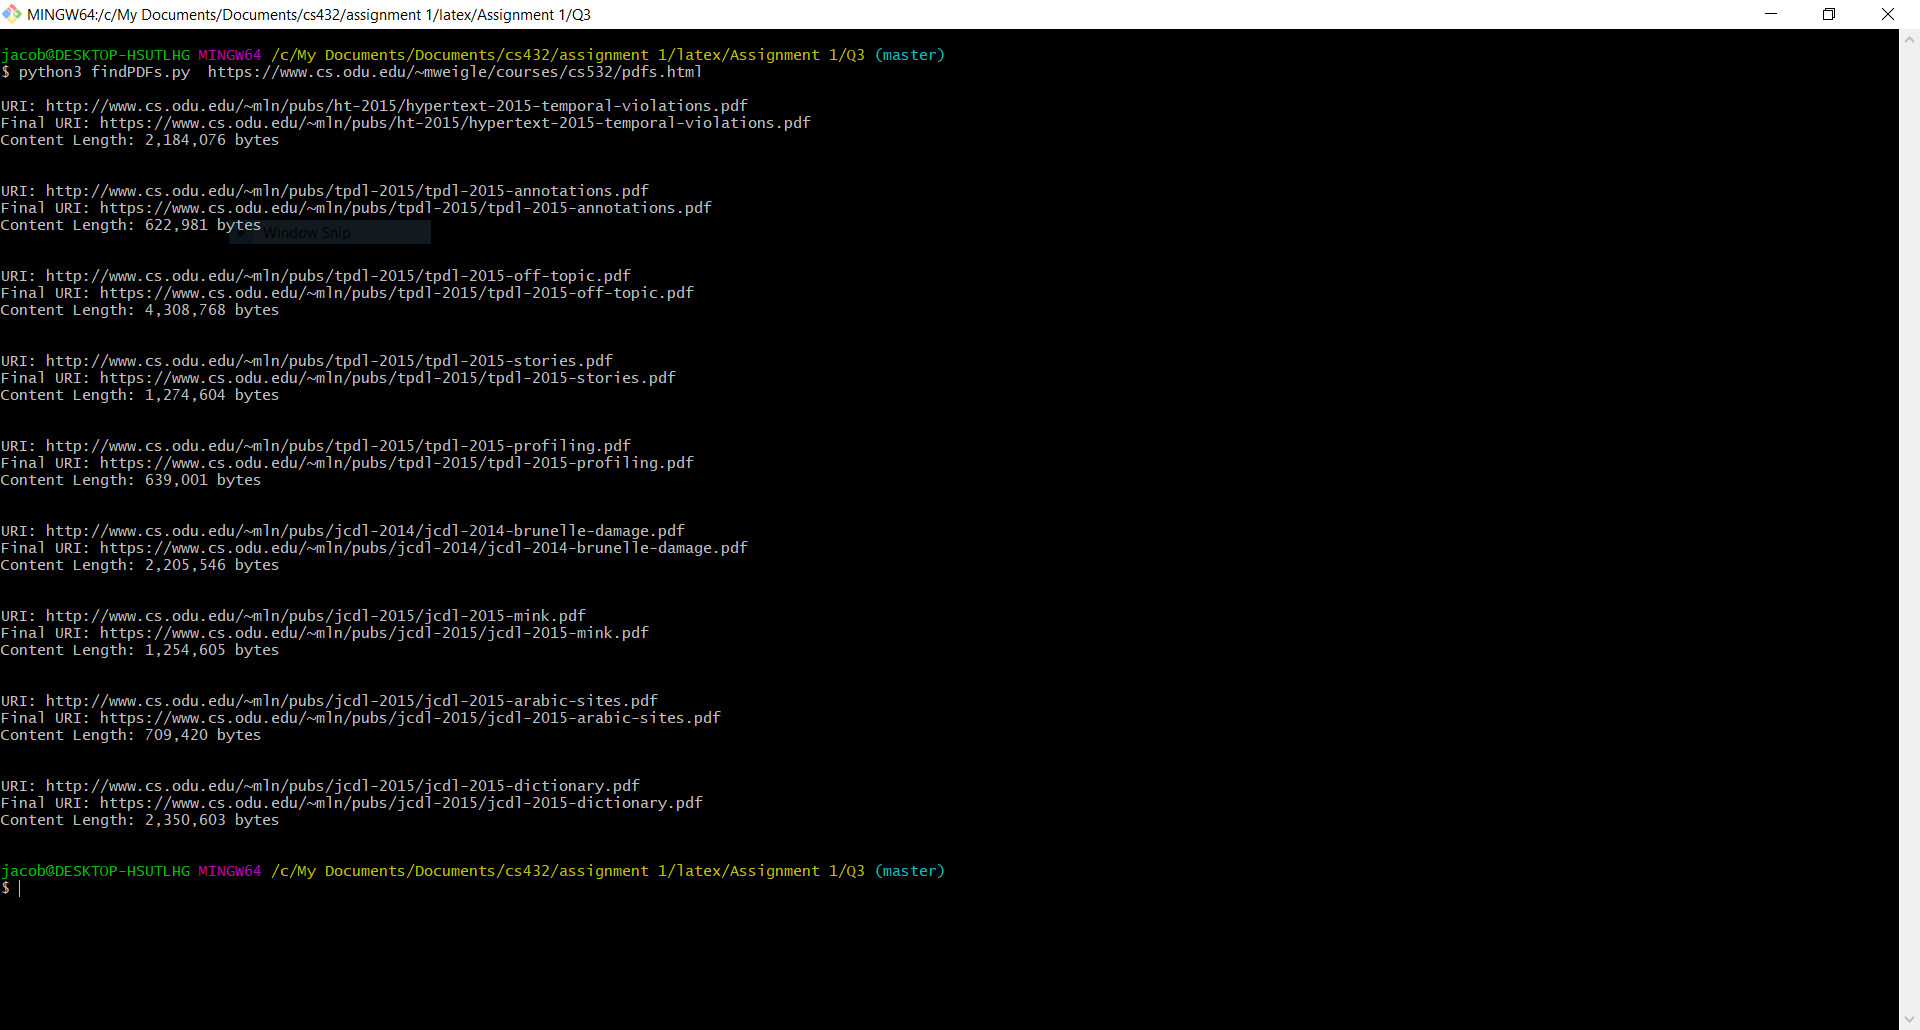 MINGW64:/c/My Documents/Documents/cs432/assignment 1/latex/Assignment 1/Q3
jacob@DESKTOP-HSUTLHG MINGW64 /c/My Documents/Documents/cs432/assignment 1/latex/Assignment 1/Q3 (master)
$ python3 findPDFs.py  https://www.cs.odu.edu/~mweigle/courses/cs532/pdfs.html
URI: http://www.cs.odu.edu/~mln/pubs/ht-2015/hypertext-2015-temporal-violations.pdf
Final URI: https://www.cs.odu.edu/~mln/pubs/ht-2015/hypertext-2015-temporal-violations.pdf
Content Length: 2,184,076 bytes
URI: http://www.cs.odu.edu/~mln/pubs/tpdl-2015/tpdl-2015-annotations.pdf
Final URI: https://www.cs.odu.edu/~mln/pubs/tpdl-2015/tpdl-2015-annotations.pdf
Content Length: 622,981 bytes
Window Snip
URI: http://www.cs.odu.edu/~mln/pubs/tpdl-2015/tpdl-2015-off-topic.pdf
Final URI: https://www.cs.odu.edu/~mln/pubs/tpdl-2015/tpdl-2015-off-topic.pdf
Content Length: 4,308,768 bytes
URI: http://www.cs.odu.edu/~mln/pubs/tpdl-2015/tpdl-2015-stories.pdf
Final URI: https://www.cs.odu.edu/~mln/pubs/tpdl-2015/tpdl-2015-stories.pdf
Content Length: 1,274,604 bytes
URI: http://www.cs.odu.edu/~mln/pubs/tpdl-2015/tpdl-2015-profiling.pdf
Final URI: https://www.cs.odu.edu/~mln/pubs/tpdl-2015/tpdl-2015-profiling.pdf
Content Length: 639,001 bytes
URI: http://www.cs.odu.edu/~mln/pubs/jcdl-2014/jcdl-2014-brunelle-damage.pdf
Final URI: https://www.cs.odu.edu/~mln/pubs/jcdl-2014/jcdl-2014-brunelle-damage.pdf
Content Length: 2,205,546 bytes
URI: http://www.cs.odu.edu/~mln/pubs/jcdl-2015/jcdl-2015-mink.pdf
Final URI: https://www.cs.odu.edu/~mln/pubs/jcdl-2015/jcdl-2015-mink.pdf
Content Length: 1,254,605 bytes
URI: http://www.cs.odu.edu/~mln/pubs/jcdl-2015/jcdl-2015-arabic-sites.pdf
Final URI: https://www.cs.odu.edu/~mln/pubs/jcdl-2015/jcdl-2015-arabic-sites.pdf
Content Length: 709,420 bytes
URI: http://www.cs.odu.edu/~mln/pubs/jcdl-2015/jcdl-2015-dictionary.pdf
Final URI: https://www.cs.odu.edu/~mln/pubs/jcdl-2015/jcdl-2015-dictionary.pdf
Content Length: 2,350,603 bytes
jacob@DESKTOP-HSUTLHG MINGW64 /c/My Documents/Documents/cs432/assignment 1/latex/Assignment 1/Q3 (master)
$